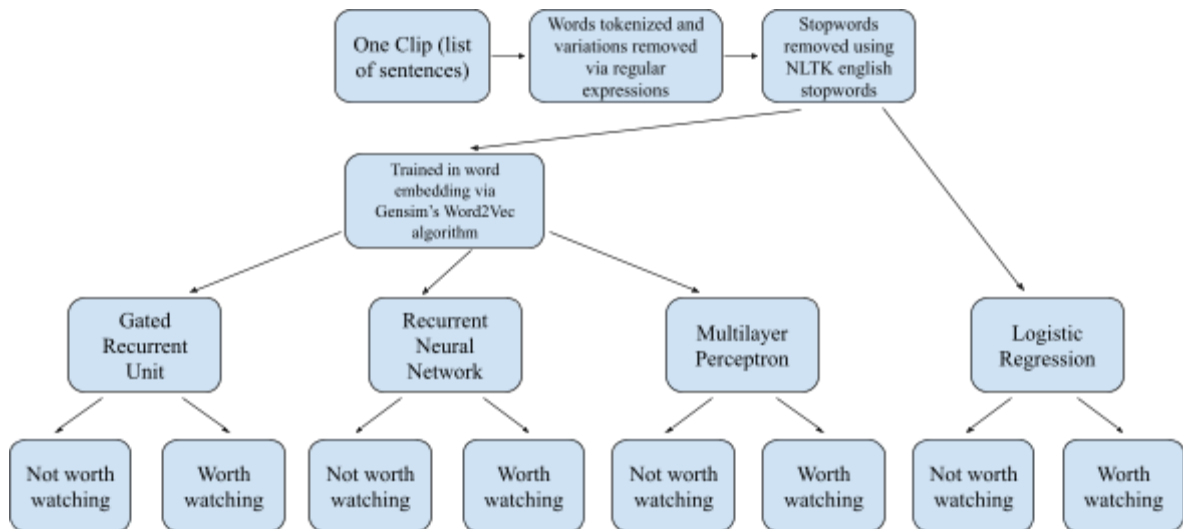 One Clip (list
of sentences)
Words tokenized and
variations removed
via regular
expressions
Stopwords
removed using
NLTK english
stopwords
Trained in word
embedding via
Gensim's Word2Vec
algorithm
Gated
Recurrent
Unit
Recurrent
Neural
Network
Multilayer
Perceptron
Logistic
Regression
Not worth
watching
Worth
watching
Not worth
watching
Worth
watching
Not worth
watching
Worth
watching
Not worth
watching
Worth
watching